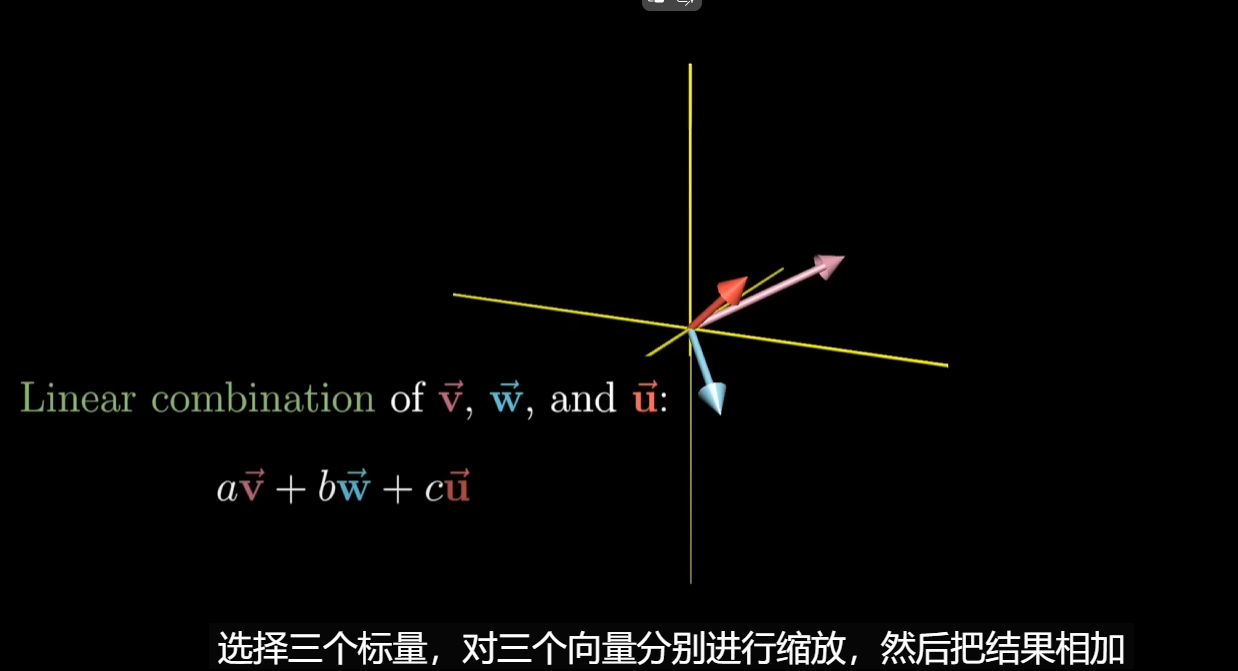 Linear combination of v⃗, w⃗, and u⃗:
av⃗ + bw⃗ + cu⃗
选择三个标量，对三个向量分别进行缩放，然后把结果相加